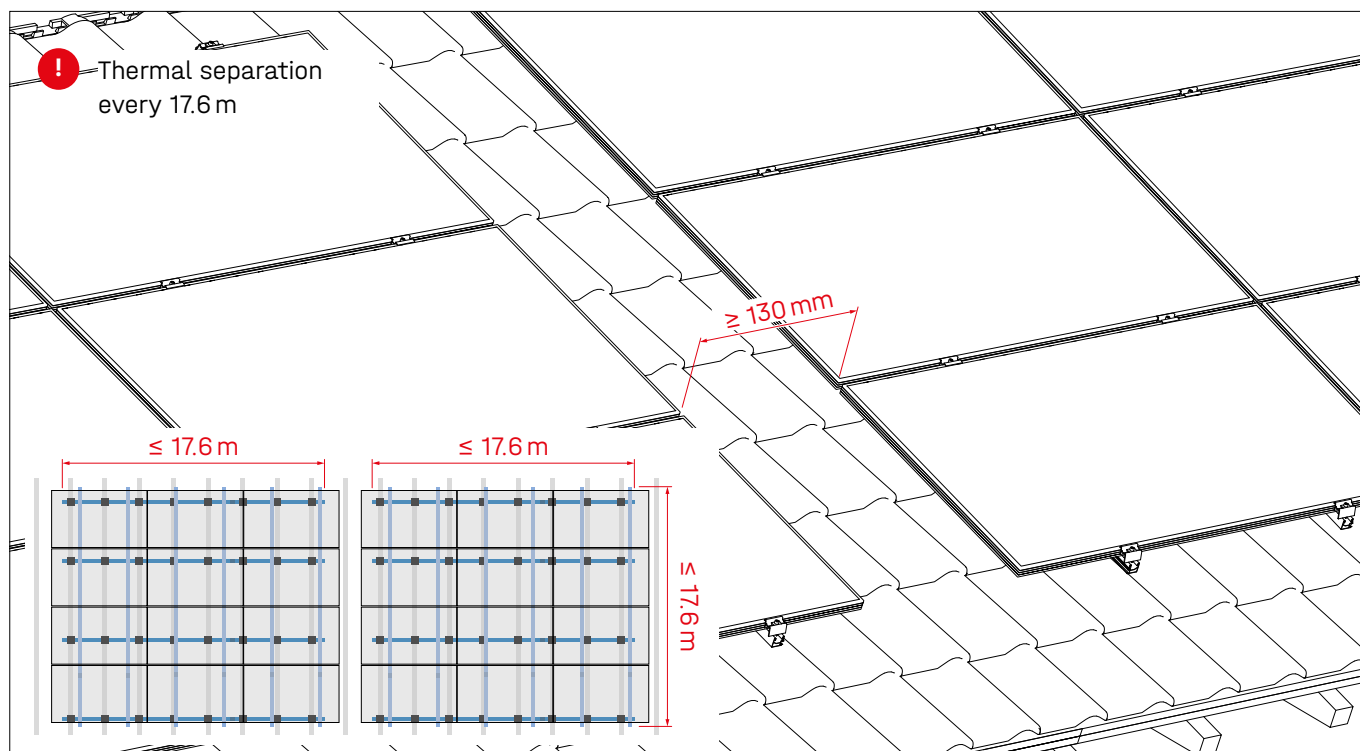 !
Thermal separation
every 17.6 m
≥ 130 mm
≤ 17.6 m
≤ 17.6 m
≤ 17.6 m